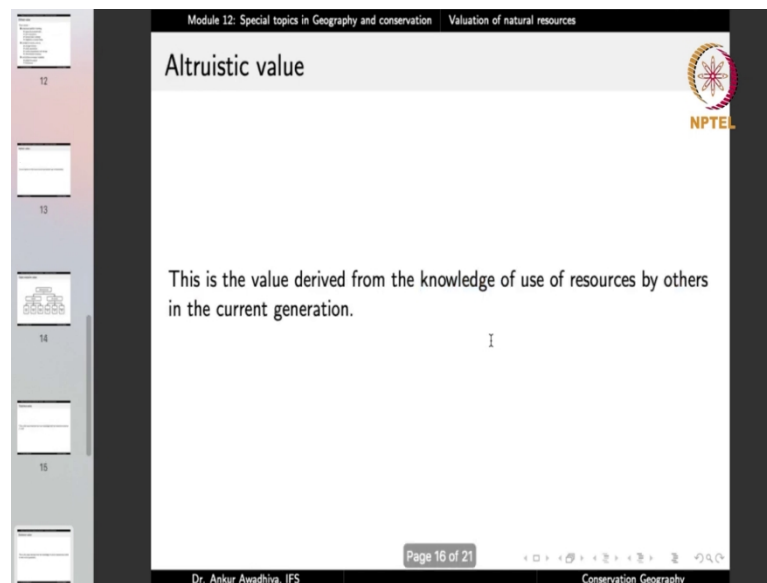 Module 12: Special topics in Geography and conservation Valuation of natural resources
Altruistic value
NPTEL
This is the value derived from the knowledge of use of resources by others
in the current generation.
12
13
14
15
Page 16 of 21
Dr. Ankur Awadhiya, IFS Conservation Geography